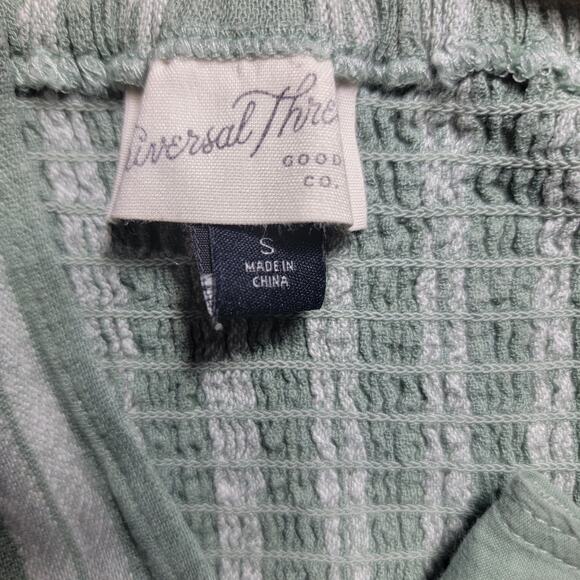 niversal Thre
GOOD
CO.
S
MADE IN
CHINA